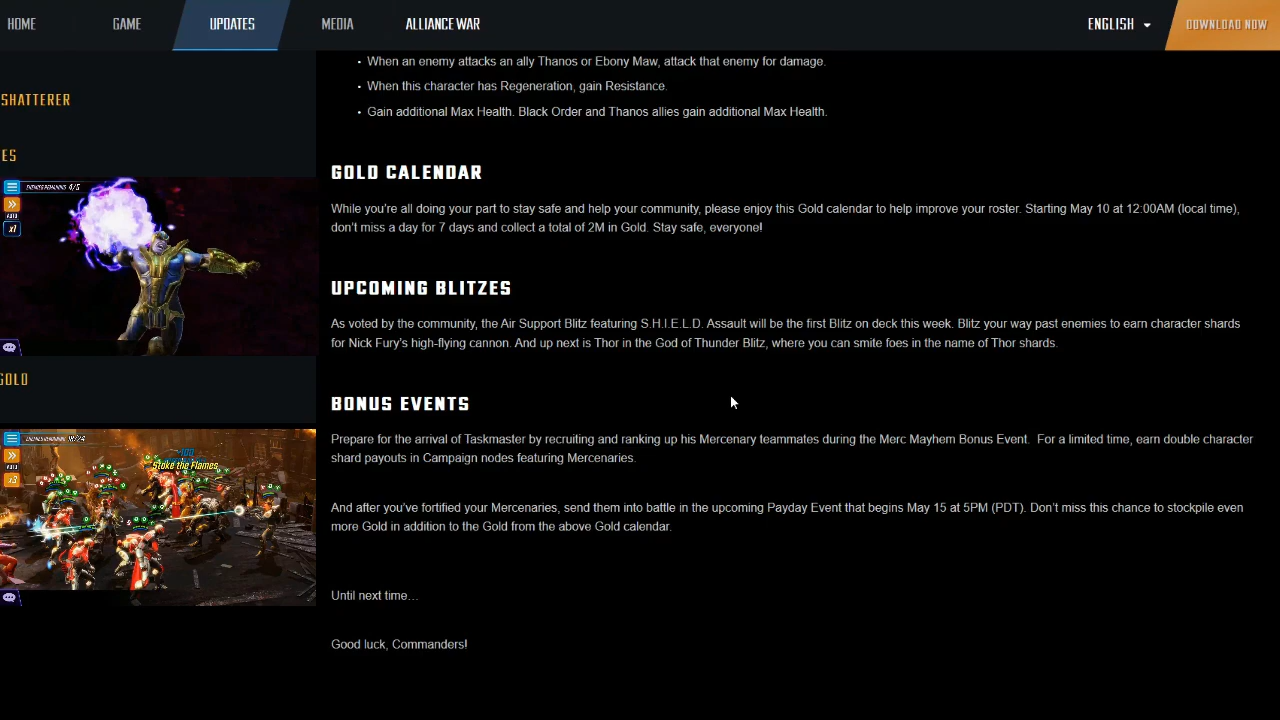 HOME GAME UPDATES MEDIA ALLIANCE WAR ENGLISH DOWNLOAD NOW
• When an enemy attacks an ally Thanos or Ebony Maw, attack that enemy for damage.
• When this character has Regeneration, gain Resistance.
• Gain additional Max Health. Black Order and Thanos allies gain additional Max Health.
SHATTERER
ES
ENEMIES REMAINING 4/5
AUTO
x1
GOLD
ENEMIES REMAINING
Stoke the Flames
AUTO
x3
GOLD CALENDAR
While you're all doing your part to stay safe and help your community, please enjoy this Gold calendar to help improve your roster. Starting May 10 at 12:00AM (local time),
don't miss a day for 7 days and collect a total of 2M in Gold. Stay safe, everyone!
UPCOMING BLITZES
As voted by the community, the Air Support Blitz featuring S.H.I.E.L.D. Assault will be the first Blitz on deck this week. Blitz your way past enemies to earn character shards
for Nick Fury's high-flying cannon. And up next is Thor in the God of Thunder Blitz, where you can smite foes in the name of Thor shards.
BONUS EVENTS
Prepare for the arrival of Taskmaster by recruiting and ranking up his Mercenary teammates during the Merc Mayhem Bonus Event.  For a limited time, earn double character
shard payouts in Campaign nodes featuring Mercenaries.
And after you've fortified your Mercenaries, send them into battle in the upcoming Payday Event that begins May 15 at 5PM (PDT). Don't miss this chance to stockpile even
more Gold in addition to the Gold from the above Gold calendar.
Until next time…
Good luck, Commanders!